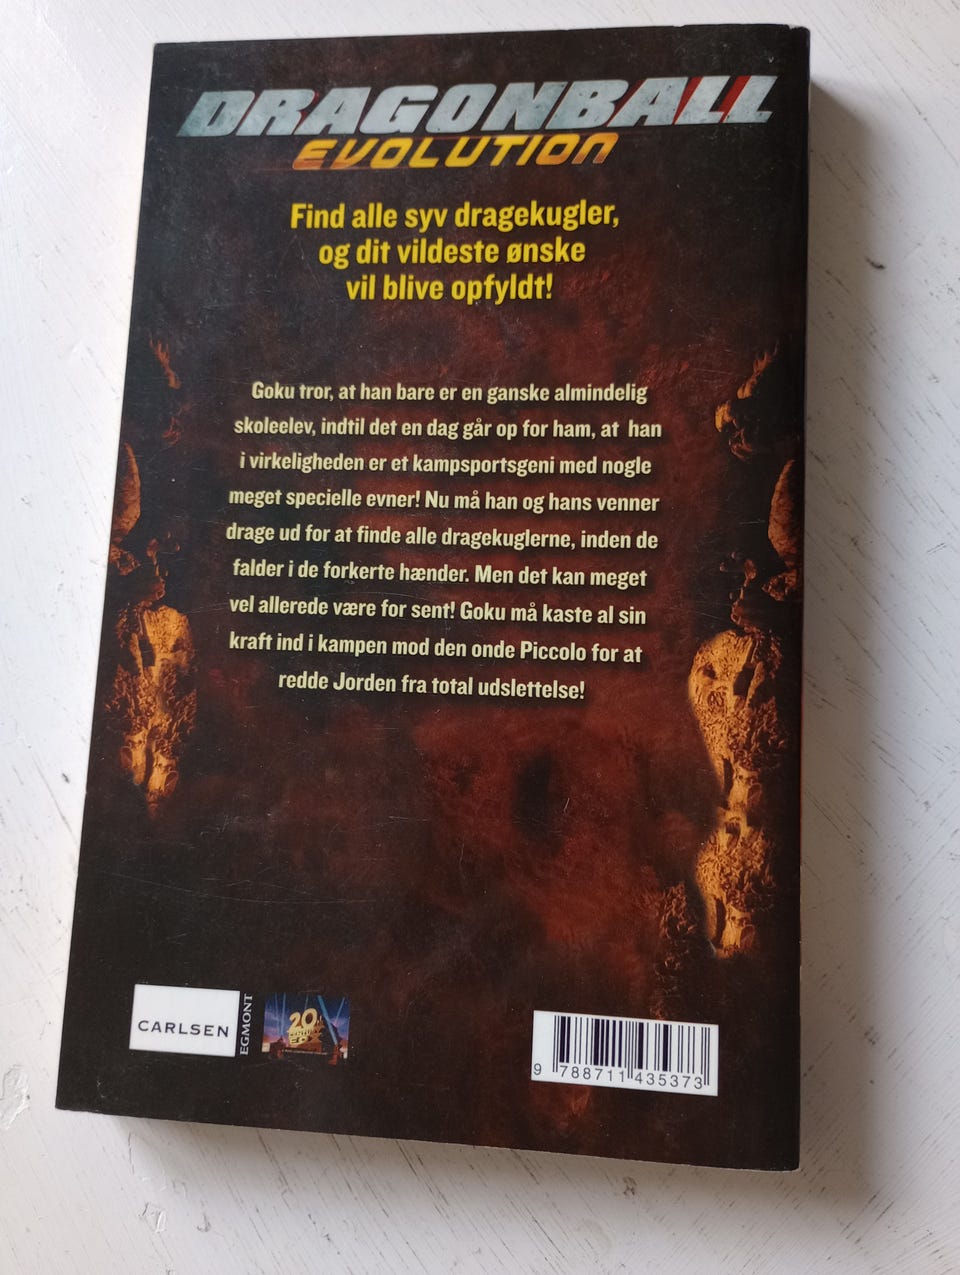 DRAGONBALL
EVOLUTION
Find alle syv dragekugler,
og dit vildeste ønske
vil blive opfyldt!
Goku tror, at han bare er en ganske almindelig
skoleelev, indtil det en dag går op for ham, at han
i virkeligheden er et kampsportsgeni med nogle
meget specielle evner! Nu må han og hans venner
drage ud for at finde alle dragekuglerne, inden de
falder i de forkerte hænder. Men det kan meget
vel allerede være for sent! Goku må kaste al sin
kraft ind i kampen mod den onde Piccolo for at
redde Jorden fra total udslettelse!
CARLSEN
EGMONT
20
CENTURY
FOX
9 788711 435373